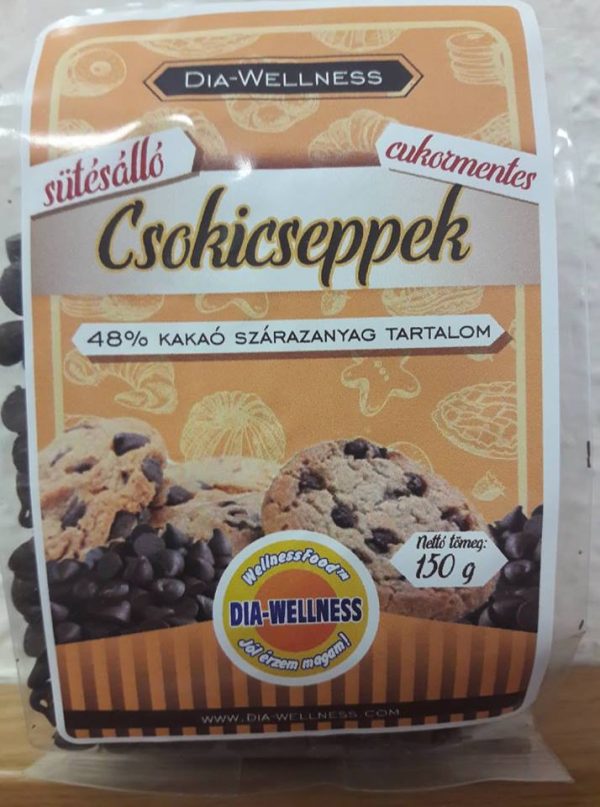 DIA-WELLNESS
sütésálló
cukormentes
Csokicseppek
48% KAKAÓ SZÁRAZANYAG TARTALOM
Nettó tömeg:
150 g
WellnessFood™
DIA-WELLNESS
Jól érzem magam!
WWW.DIA-WELLNESS.COM